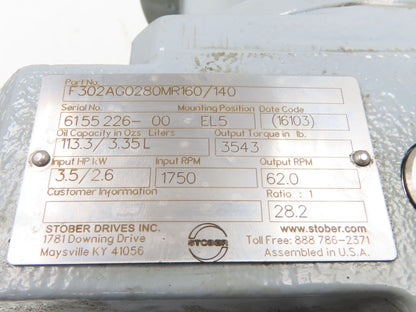 Part No.
F302AG0280MR160/140
Serial No. Mounting Position Date Code
6155226-00 EL5 (16103)
Oil Capacity in Ozs. Liters Output Torque in lb.
113.3/3.35L 3543
Input HP kW Input RPM Output RPM
3.5/2.6 1750 62.0
Customer Information Ratio : 1
28.2
STOBER DRIVES INC. www.stober.com
1781 Downing Drive STOBER Toll Free: 888 786-2371
Maysville KY 41056 Assembled in U.S.A.